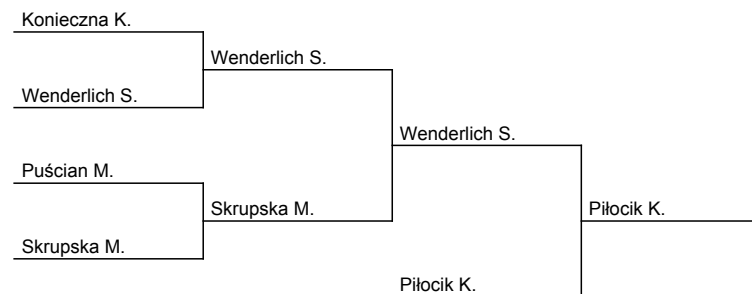 Konieczna K.
Wenderlich S.
Wenderlich S.
Wenderlich S.
Puścian M.
Skrupska M.
Piłocik K.
Skrupska M.
Piłocik K.